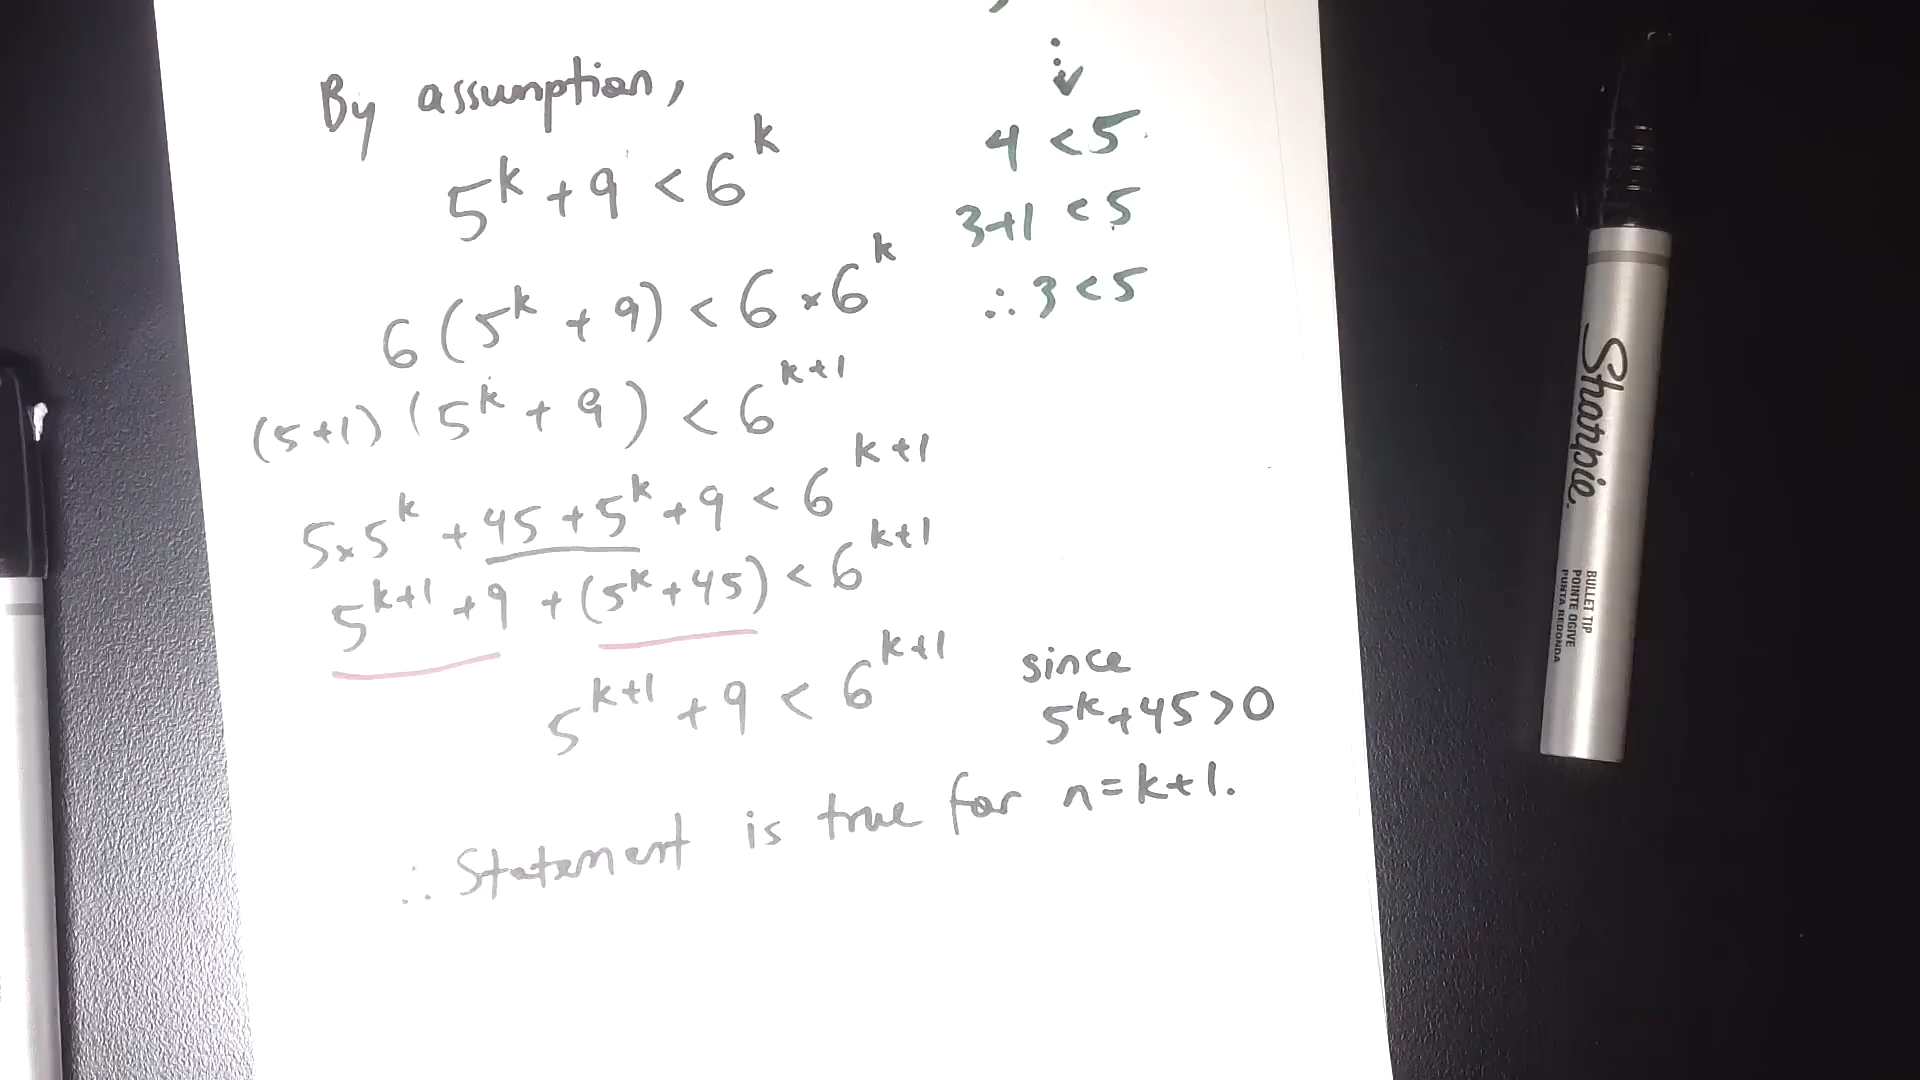 By assumption,
5^k + 9 < 6^k
6(5^k + 9) < 6 × 6^k
(5+1)(5^k + 9) < 6^{k+1}
5×5^k + 45 + 5^k + 9 < 6^{k+1}
5^{k+1} + 9 + (5^k + 45) < 6^{k+1}
5^{k+1} + 9 < 6^{k+1}
since
5^k + 45 > 0
∴ Statement is true for n=k+1.
4 < 5
3+1 < 5
∴ 3 < 5
Sharpie.
BULLET TIP
POINTE OGIVE
PUNTA REDONDA